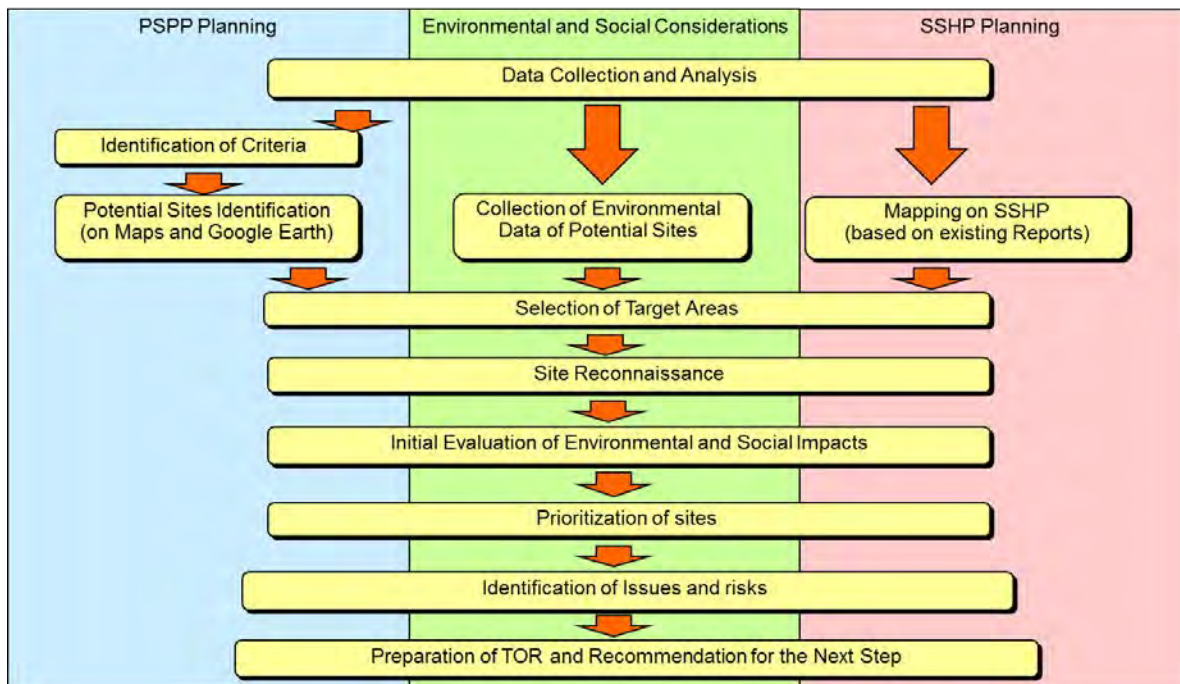 PSPP Planning
Environmental and Social Considerations
SSHP Planning
Data Collection and Analysis
Identification of Criteria
Potential Sites Identification
(on Maps and Google Earth)
Collection of Environmental
Data of Potential Sites
Mapping on SSHP
(based on existing Reports)
Selection of Target Areas
Site Reconnaissance
Initial Evaluation of Environmental and Social Impacts
Prioritization of sites
Identification of Issues and risks
Preparation of TOR and Recommendation for the Next Step